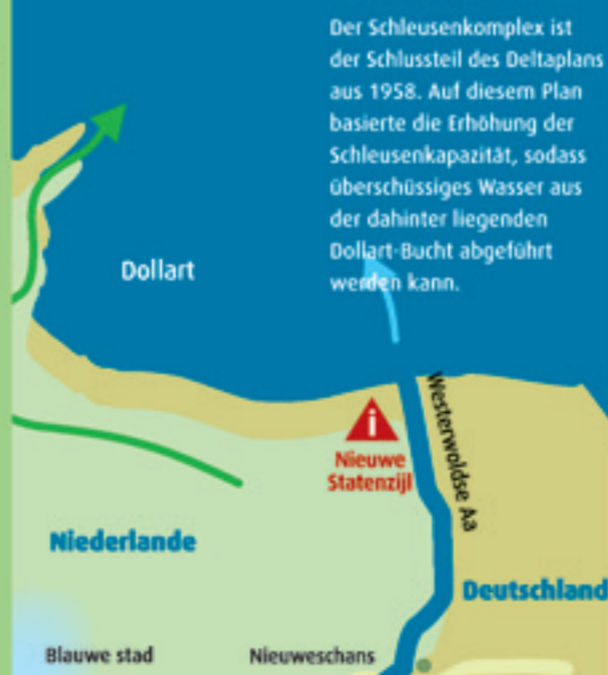 Der Schleusenkomplex ist
der Schlussteil des Deltaplans
aus 1958. Auf diesem Plan
basierte die Erhöhung der
Schleusenkapazität, sodass
überschüssiges Wasser aus
der dahinter liegenden
Dollart-Bucht abgeführt
werden kann.
Dollart
Westerwoldse Aa
i
Nieuwe
Statenzijl
Niederlande
Deutschland
Blauwe stad
Nieuweschans